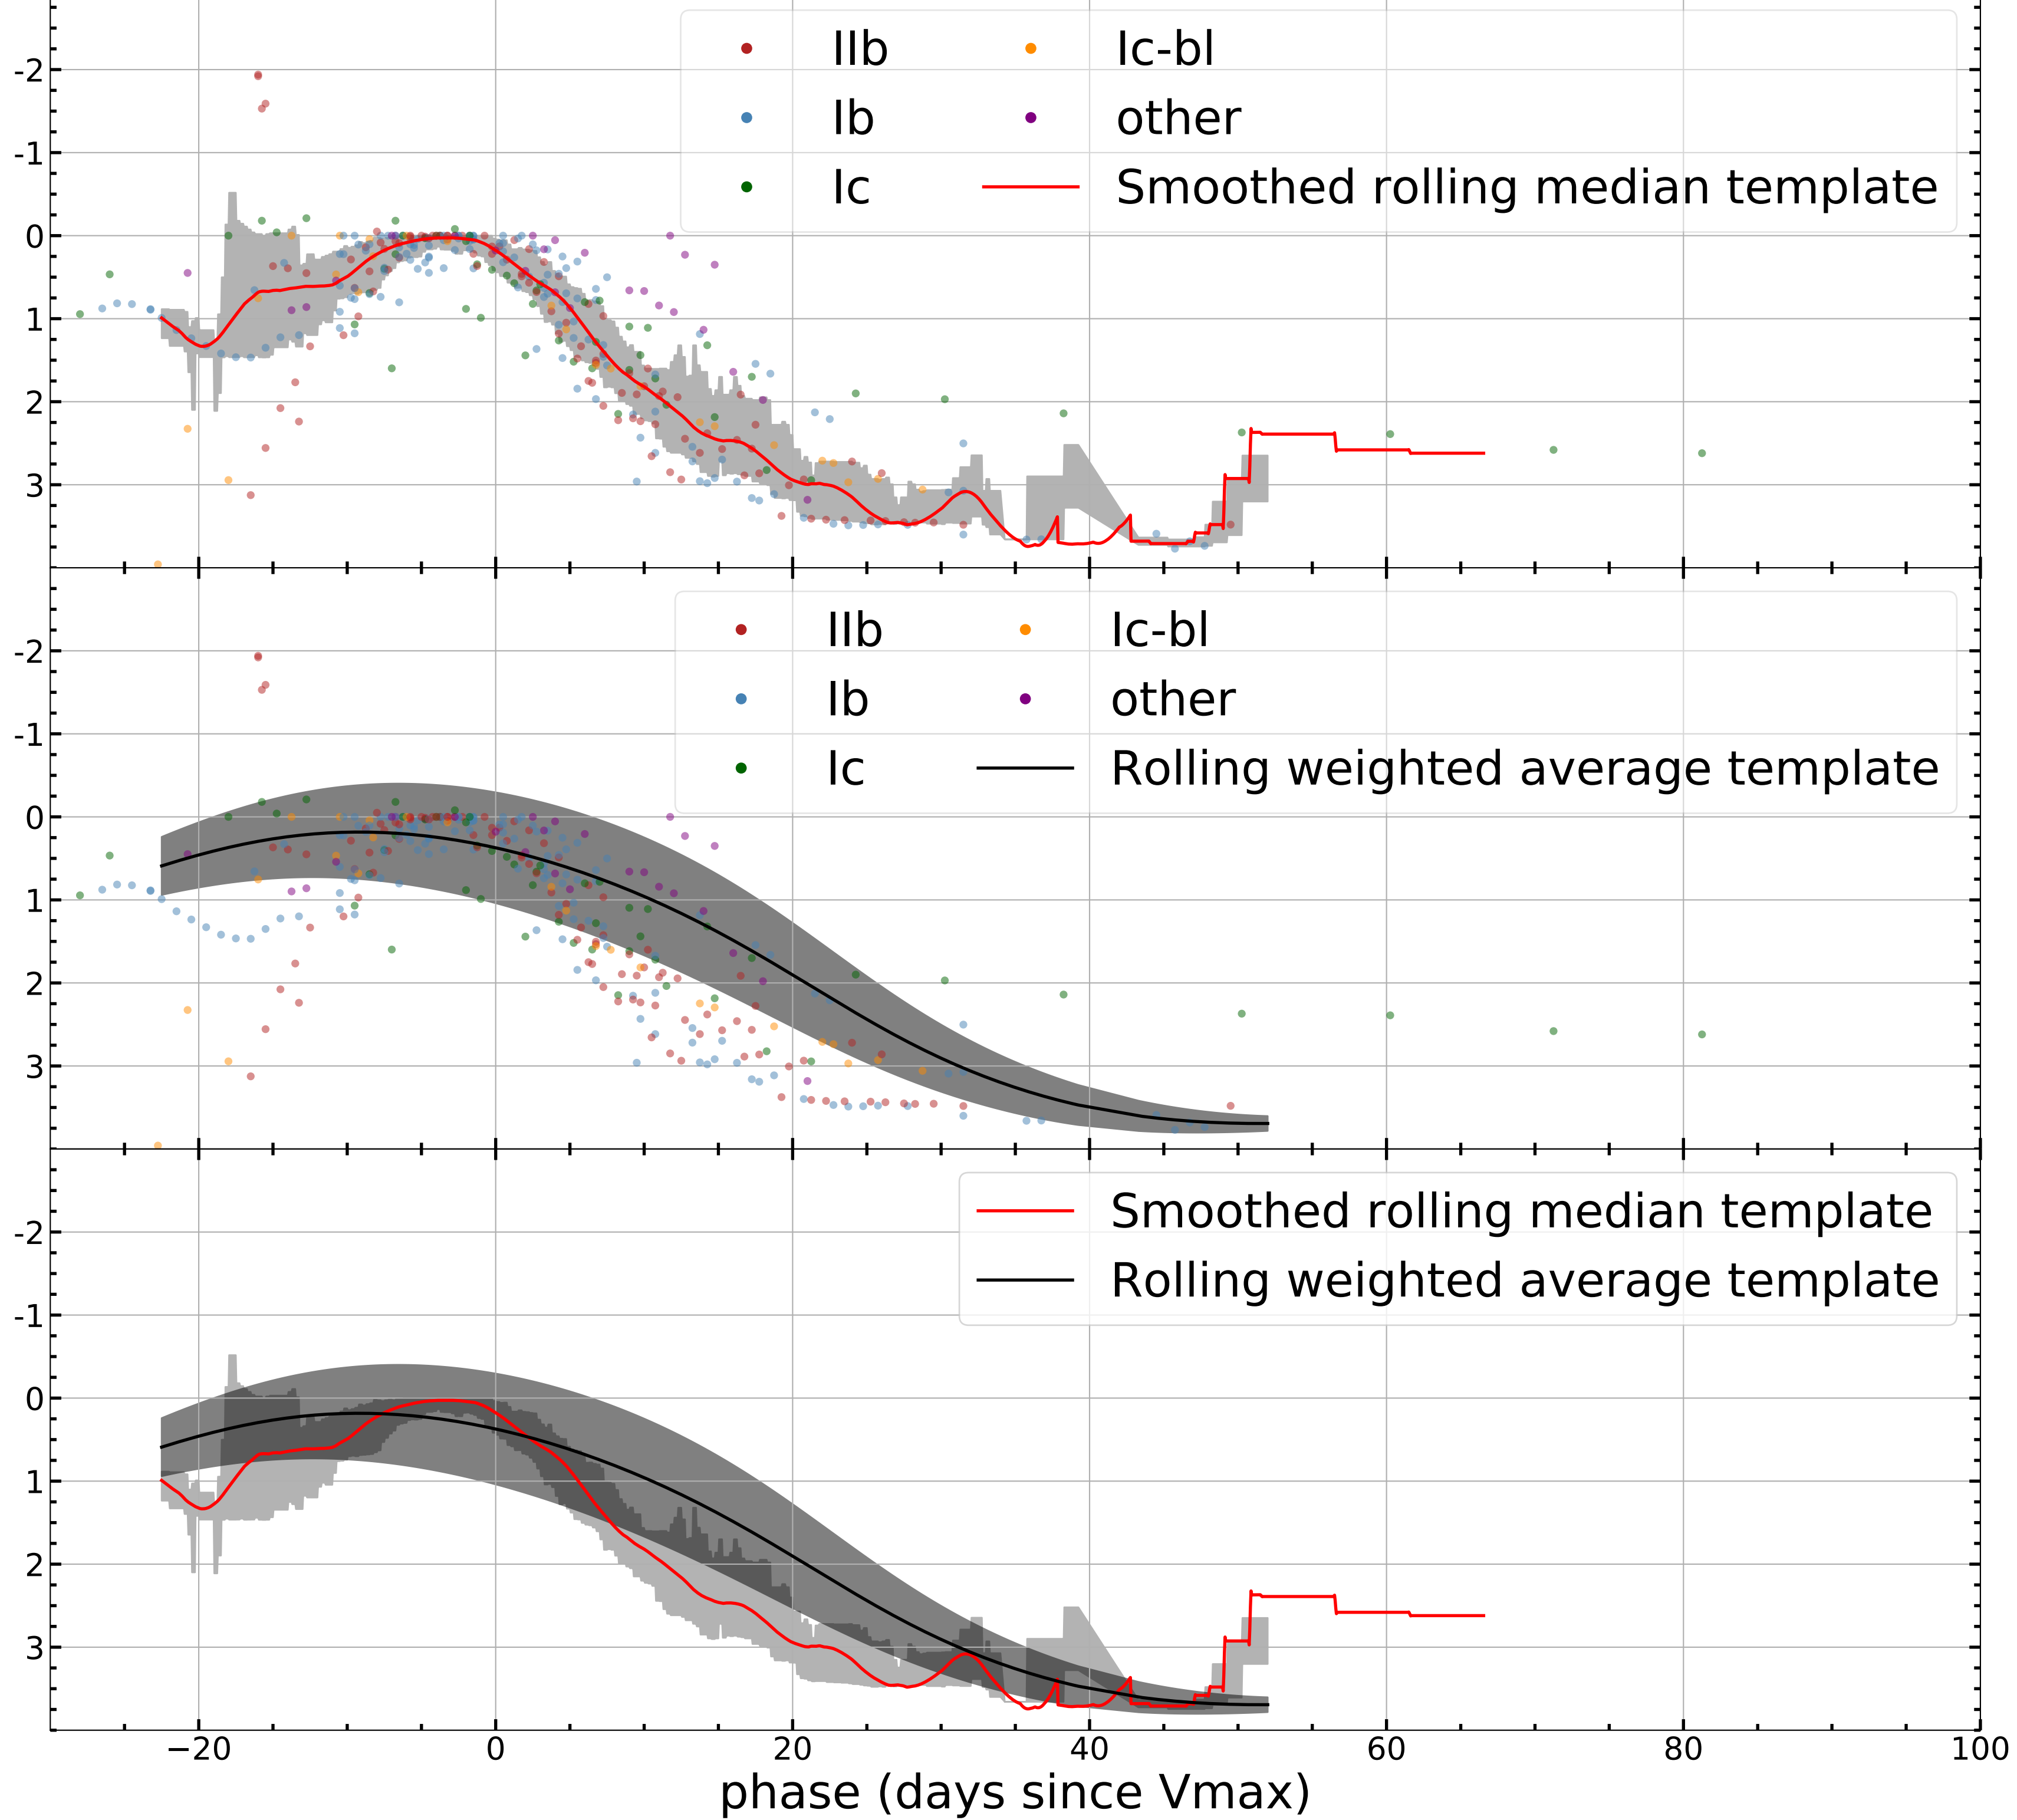 IIb Ic-bl
Ib other
Ic Smoothed rolling median template
-2
-1
0
1
2
3
IIb Ic-bl
Ib other
Ic Rolling weighted average template
-2
-1
0
1
2
3
Smoothed rolling median template
Rolling weighted average template
-2
-1
0
1
2
3
−20 0 20 40 60 80 100
phase (days since Vmax)